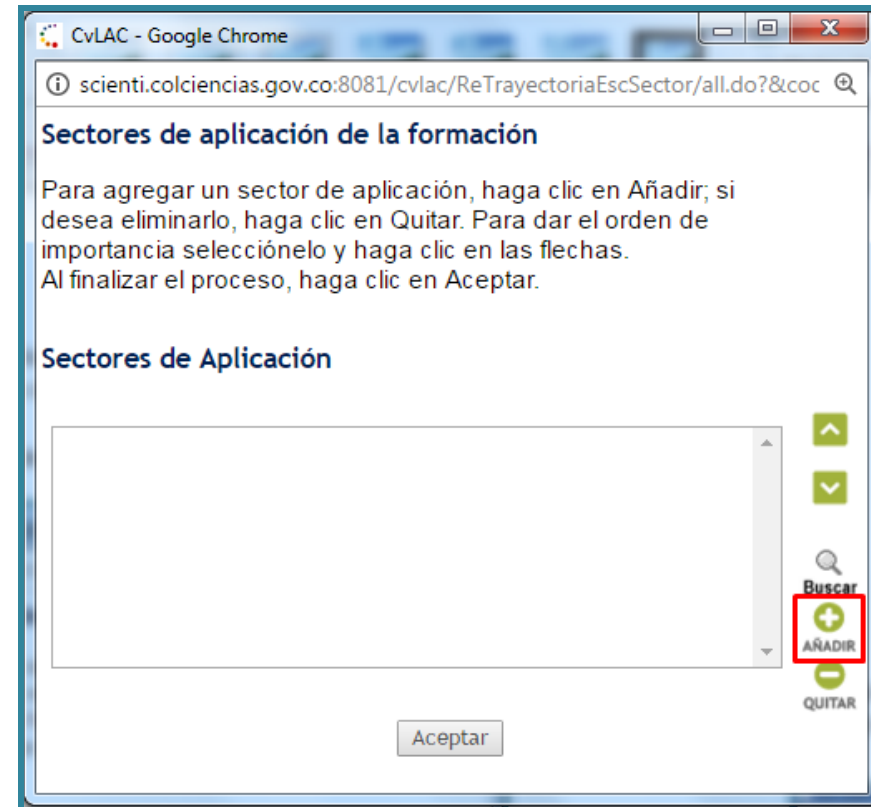 CvLAC - Google Chrome
scienti.colciencias.gov.co:8081/cvlac/ReTrayectoriaEscSector/all.do?&coc
Sectores de aplicación de la formación
Para agregar un sector de aplicación, haga clic en Añadir; si
desea eliminarlo, haga clic en Quitar. Para dar el orden de
importancia selecciónelo y haga clic en las flechas.
Al finalizar el proceso, haga clic en Aceptar.
Sectores de Aplicación
Buscar
AÑADIR
QUITAR
Aceptar